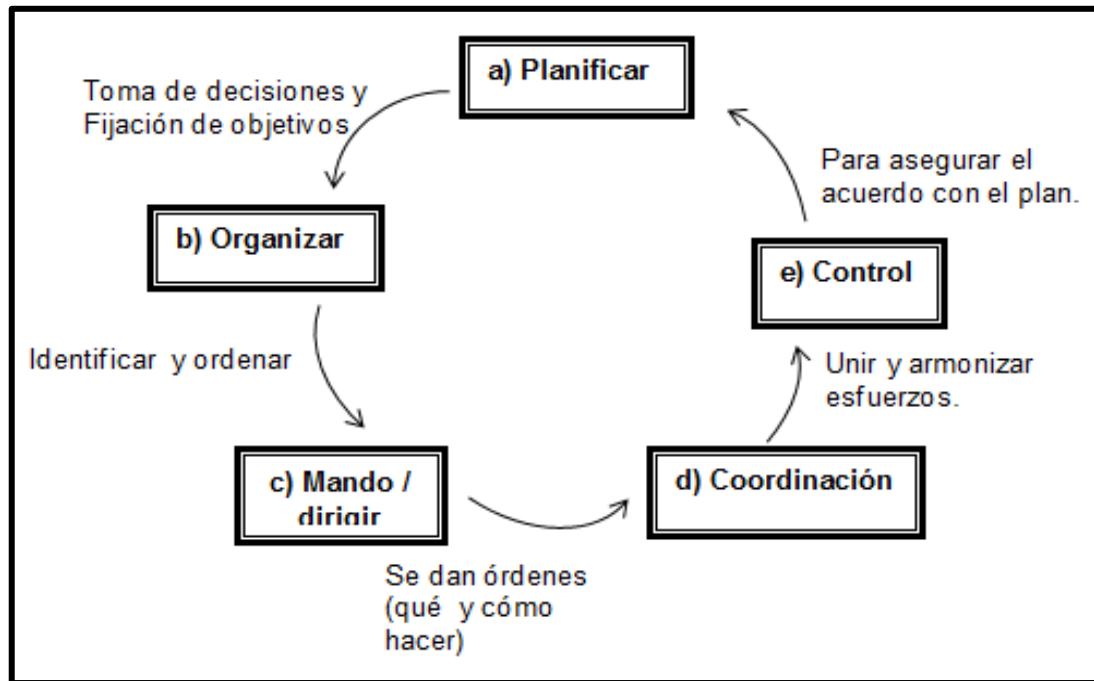 a) Planificar
Toma de decisiones y
Fijación de objetivos
b) Organizar
Identificar y ordenar
c) Mando /
dirigir
Se dan órdenes
(qué y cómo
hacer)
d) Coordinación
Unir y armonizar
esfuerzos.
e) Control
Para asegurar el
acuerdo con el plan.